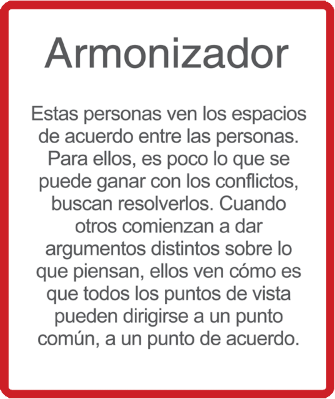 Armonizador
Estas personas ven los espacios
de acuerdo entre las personas.
Para ellos, es poco lo que se
puede ganar con los conflictos,
buscan resolverlos. Cuando
otros comienzan a dar
argumentos distintos sobre lo
que piensan, ellos ven cómo es
que todos los puntos de vista
pueden dirigirse a un punto
común, a un punto de acuerdo.